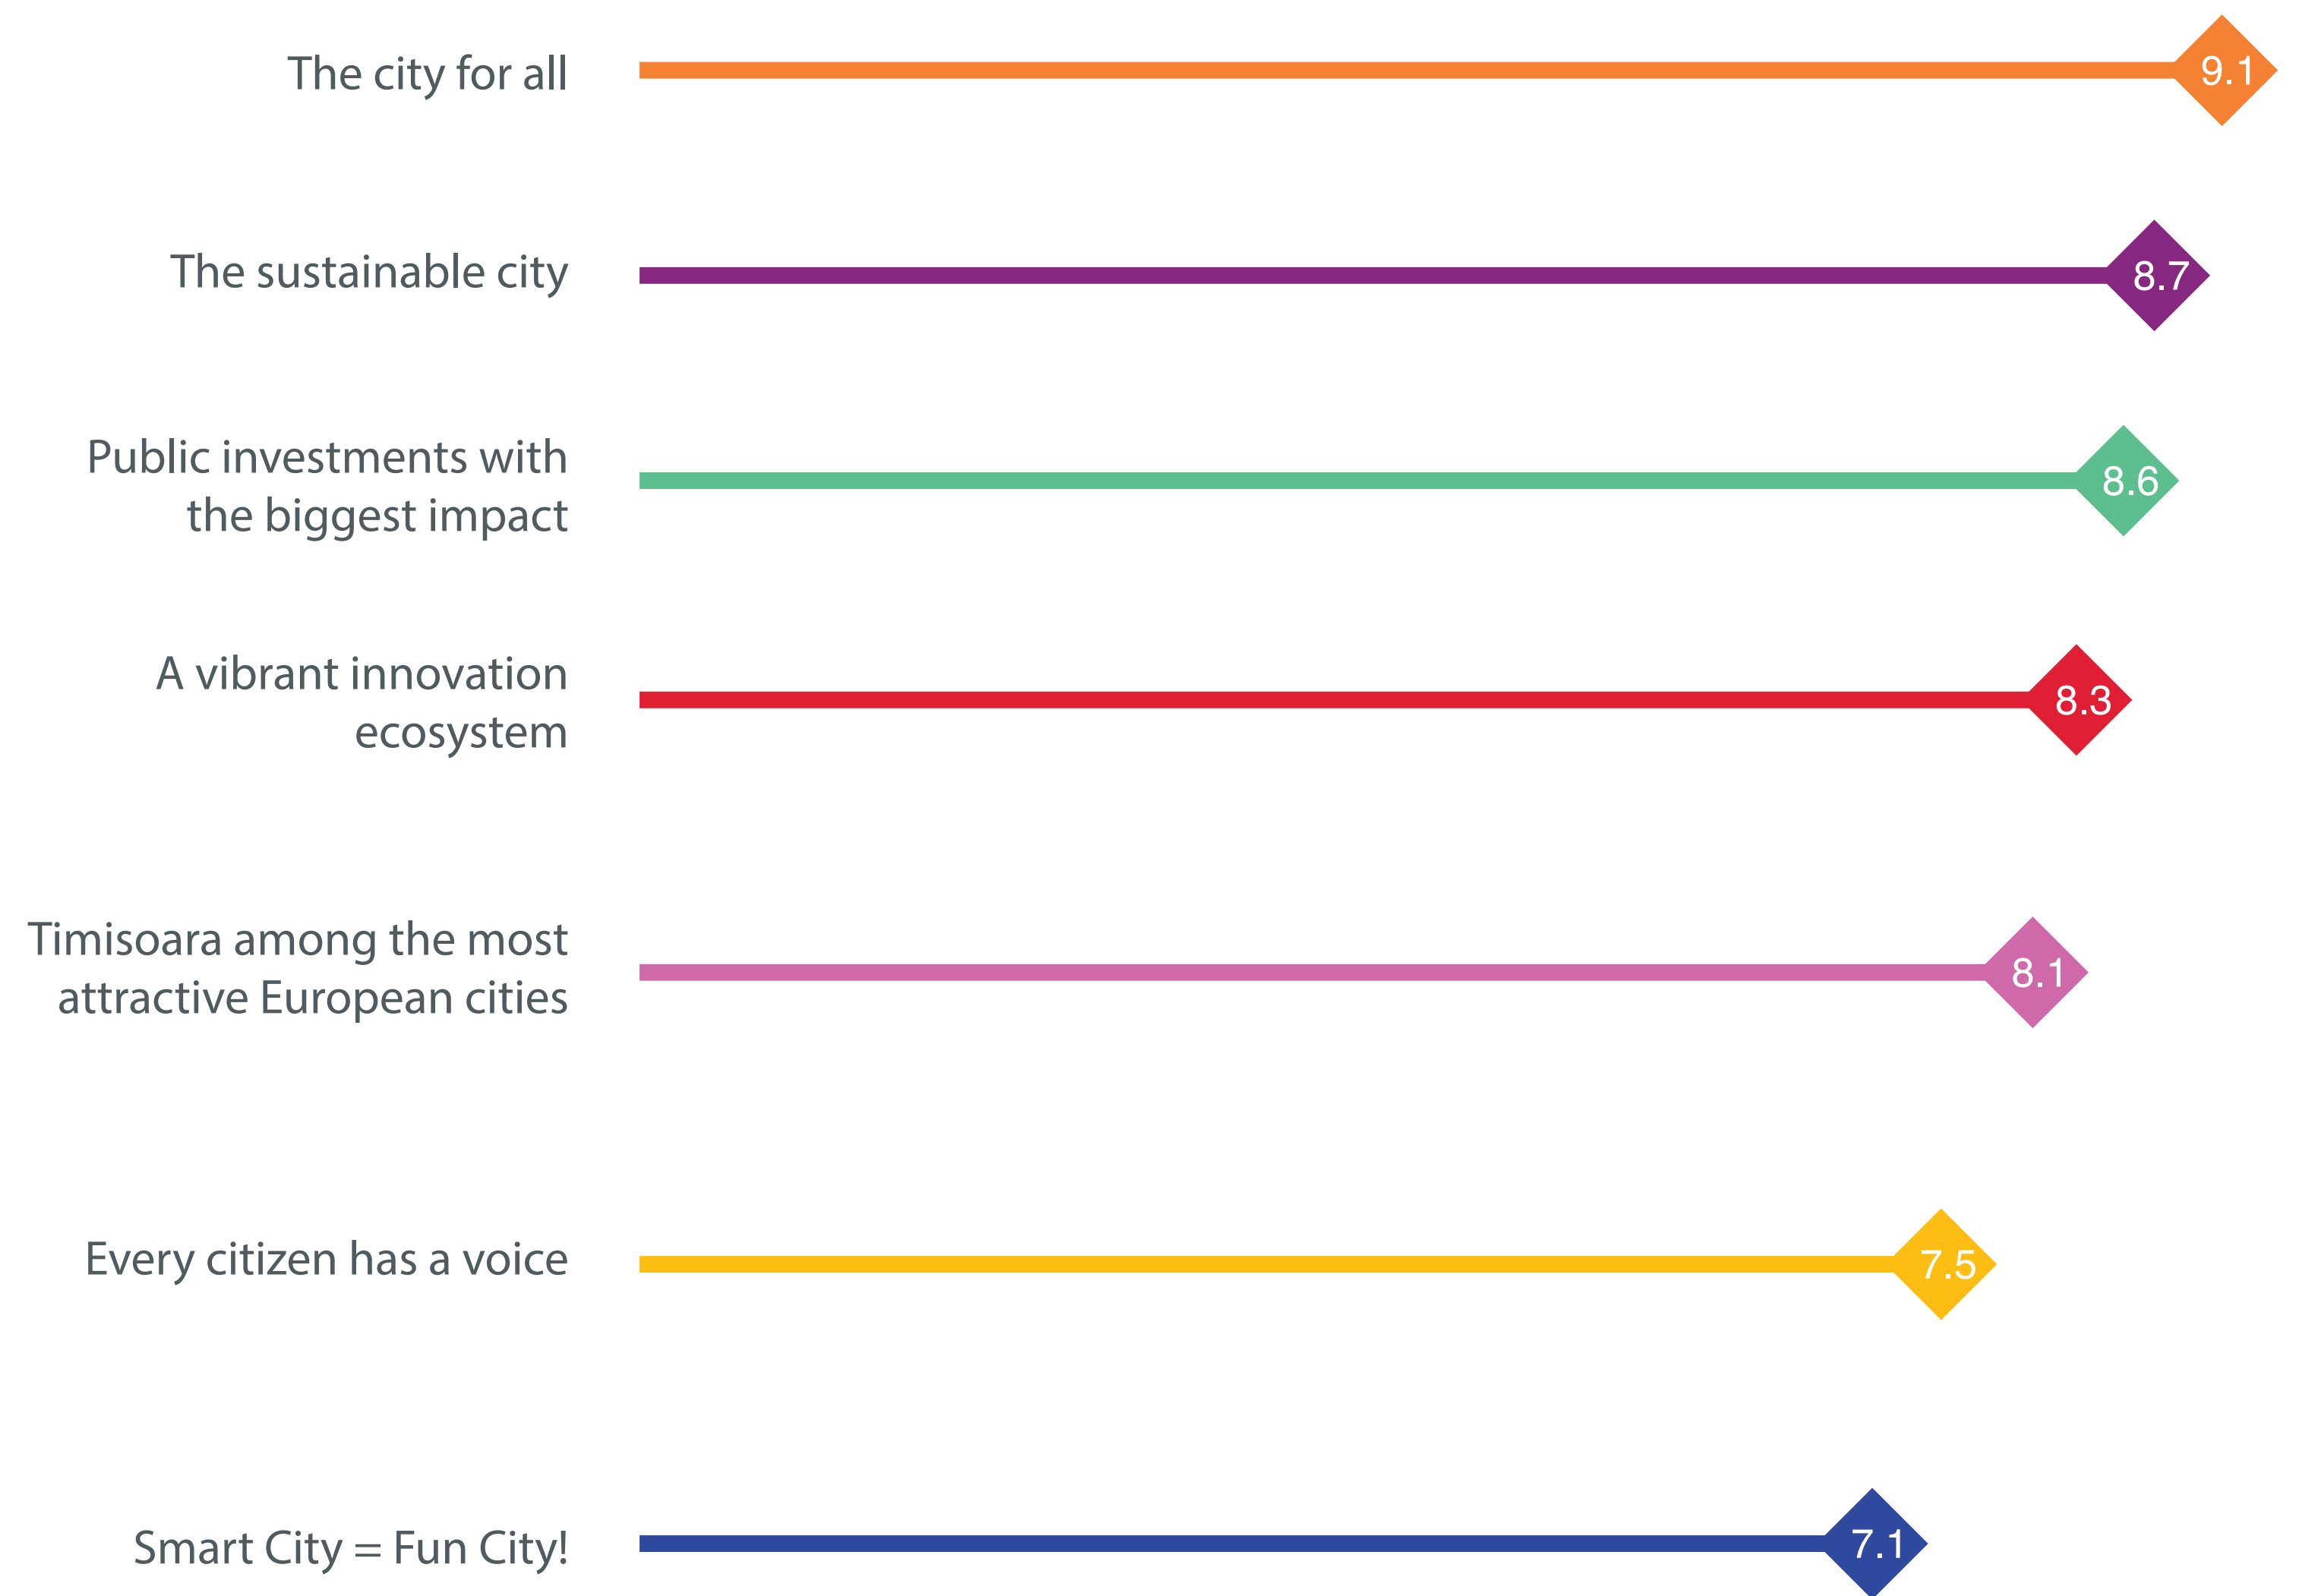 The city for all
9.1
The sustainable city
8.7
Public investments with
the biggest impact
8.6
A vibrant innovation
ecosystem
8.3
Timisoara among the most
attractive European cities
8.1
Every citizen has a voice
7.5
Smart City = Fun City!
7.1